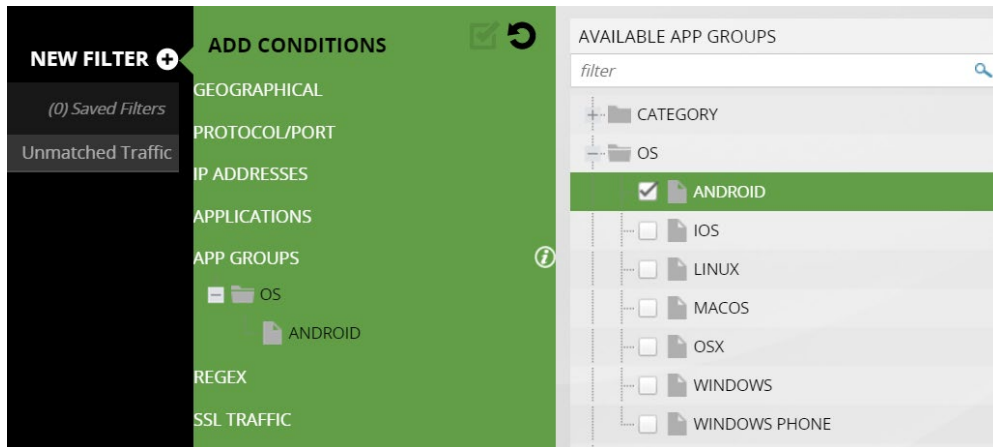 NEW FILTER
(0) Saved Filters
Unmatched Traffic
ADD CONDITIONS
GEOGRAPHICAL
PROTOCOL/PORT
IP ADDRESSES
APPLICATIONS
APP GROUPS
OS
ANDROID
REGEX
SSL TRAFFIC
AVAILABLE APP GROUPS
filter
CATEGORY
OS
ANDROID
IOS
LINUX
MACOS
OSX
WINDOWS
WINDOWS PHONE